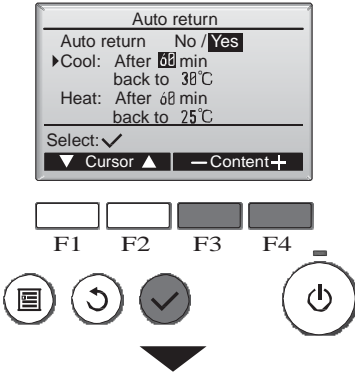 Auto return
Auto return No / Yes
Cool: After 60 min
back to 30℃
Heat: After 60 min
back to 25℃
Select:✓
▼ Cursor ▲ − Content +
F1 F2 F3 F4